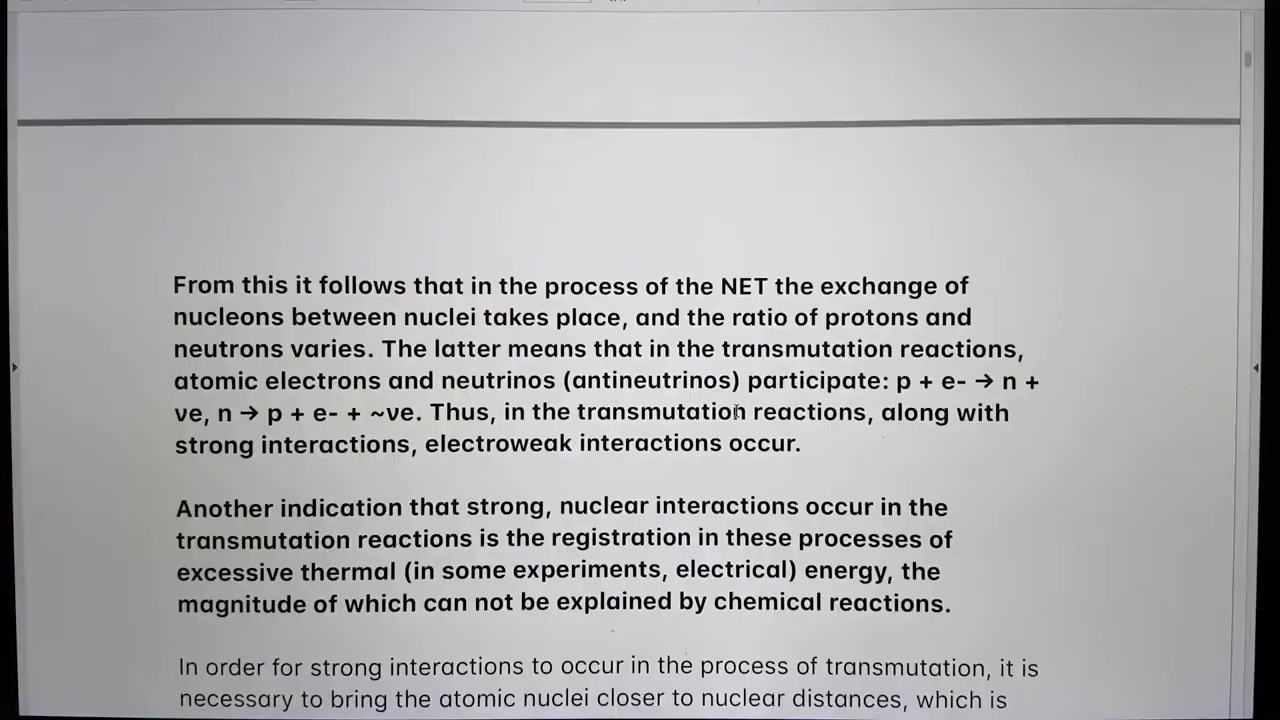 From this it follows that in the process of the NET the exchange of
nucleons between nuclei takes place, and the ratio of protons and
neutrons varies. The latter means that in the transmutation reactions,
atomic electrons and neutrinos (antineutrinos) participate: p + e- → n +
νe, n → p + e- + ~νe. Thus, in the transmutation reactions, along with
strong interactions, electroweak interactions occur.
Another indication that strong, nuclear interactions occur in the
transmutation reactions is the registration in these processes of
excessive thermal (in some experiments, electrical) energy, the
magnitude of which can not be explained by chemical reactions.
In order for strong interactions to occur in the process of transmutation, it is
necessary to bring the atomic nuclei closer to nuclear distances, which is